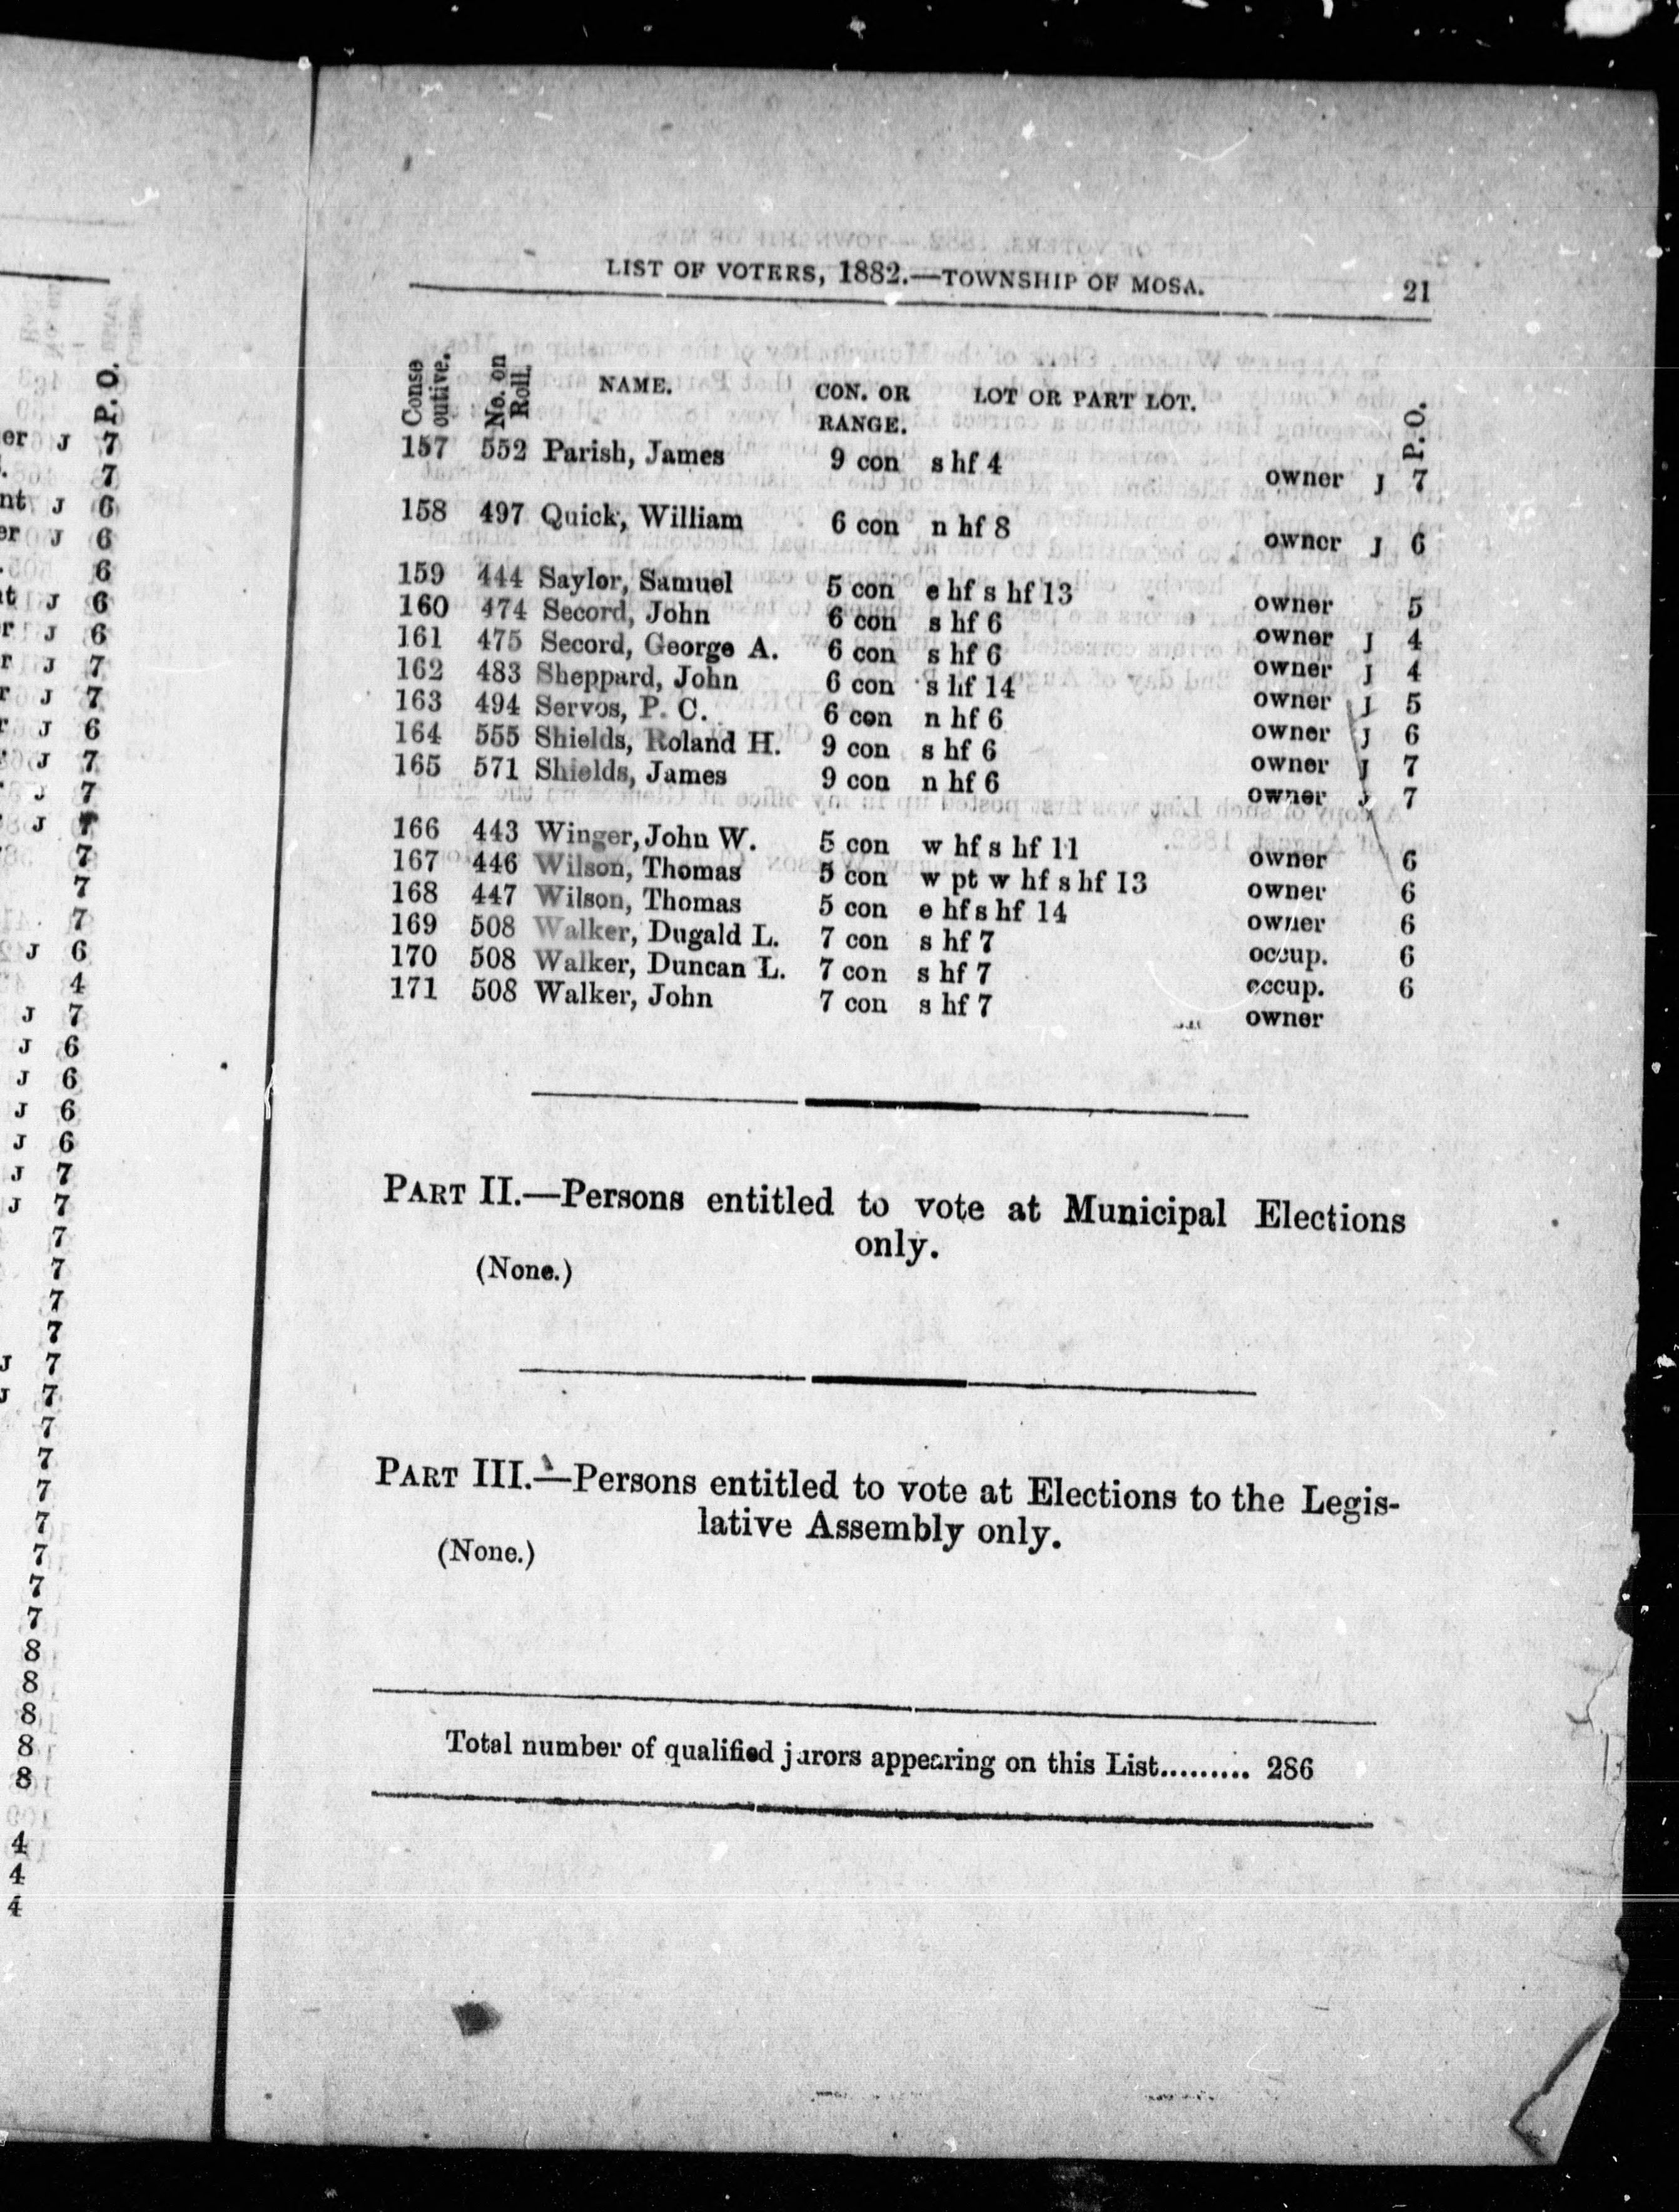 LIST OF VOTERS, 1882.—TOWNSHIP OF MOSA. 21
Conse cutive. No. on Roll. NAME. CON. OR RANGE. LOT OR PART LOT. P. O.
157 552 Parish, James 9 con s hf 4 owner J 7
158 497 Quick, William 6 con n hf 8 owner J 6
159 444 Saylor, Samuel 5 con e hf s hf 13 owner 5
160 474 Secord, John 6 con s hf 6 owner J 4
161 475 Secord, George A. 6 con s hf 6 owner J 4
162 483 Sheppard, John 6 con s hf 14 owner J 5
163 494 Servos, P. C. 6 con n hf 6 owner J 6
164 555 Shields, Roland H. 9 con s hf 6 owner J 7
165 571 Shields, James 9 con n hf 6 owner J 7
166 443 Winger, John W. 5 con w hf s hf 11 owner 6
167 446 Wilson, Thomas 5 con w pt w hf s hf 13 owner 6
168 447 Wilson, Thomas 5 con e hf s hf 14 owner 6
169 508 Walker, Dugald L. 7 con s hf 7 occup. 6
170 508 Walker, Duncan L. 7 con s hf 7 occup. 6
171 508 Walker, John 7 con s hf 7 owner
PART II.—Persons entitled to vote at Municipal Elections
only.
(None.)
PART III.—Persons entitled to vote at Elections to the Legis-
lative Assembly only.
(None.)
Total number of qualified jurors appearing on this List......... 286